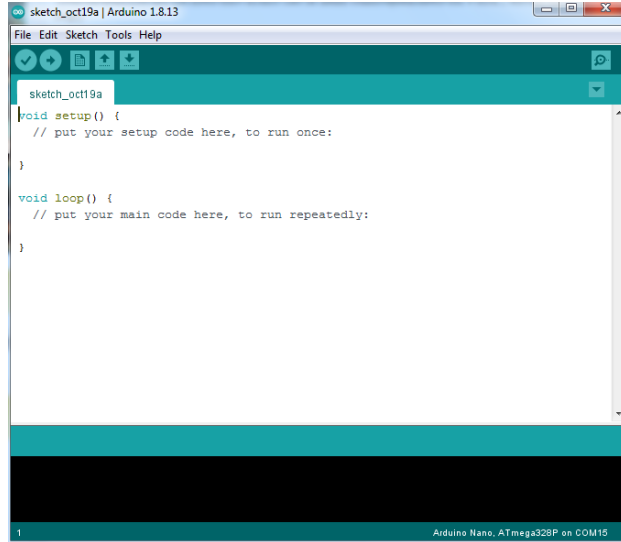 sketch_oct19a | Arduino 1.8.13
File Edit Sketch Tools Help
sketch_oct19a
void setup() {
  // put your setup code here, to run once:
}
void loop() {
  // put your main code here, to run repeatedly:
}
1
Arduino Nano, ATmega328P on COM15